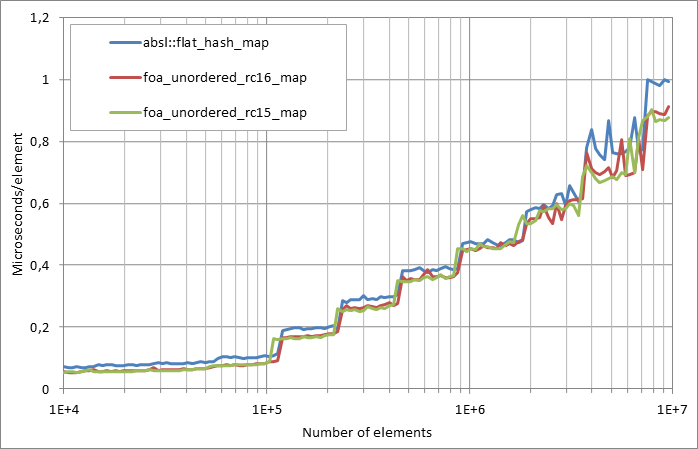 1,2
1
0,8
0,6
0,4
0,2
0
Microseconds/element
absl::flat_hash_map
foa_unordered_rc16_map
foa_unordered_rc15_map
1E+4 1E+5 1E+6 1E+7
Number of elements